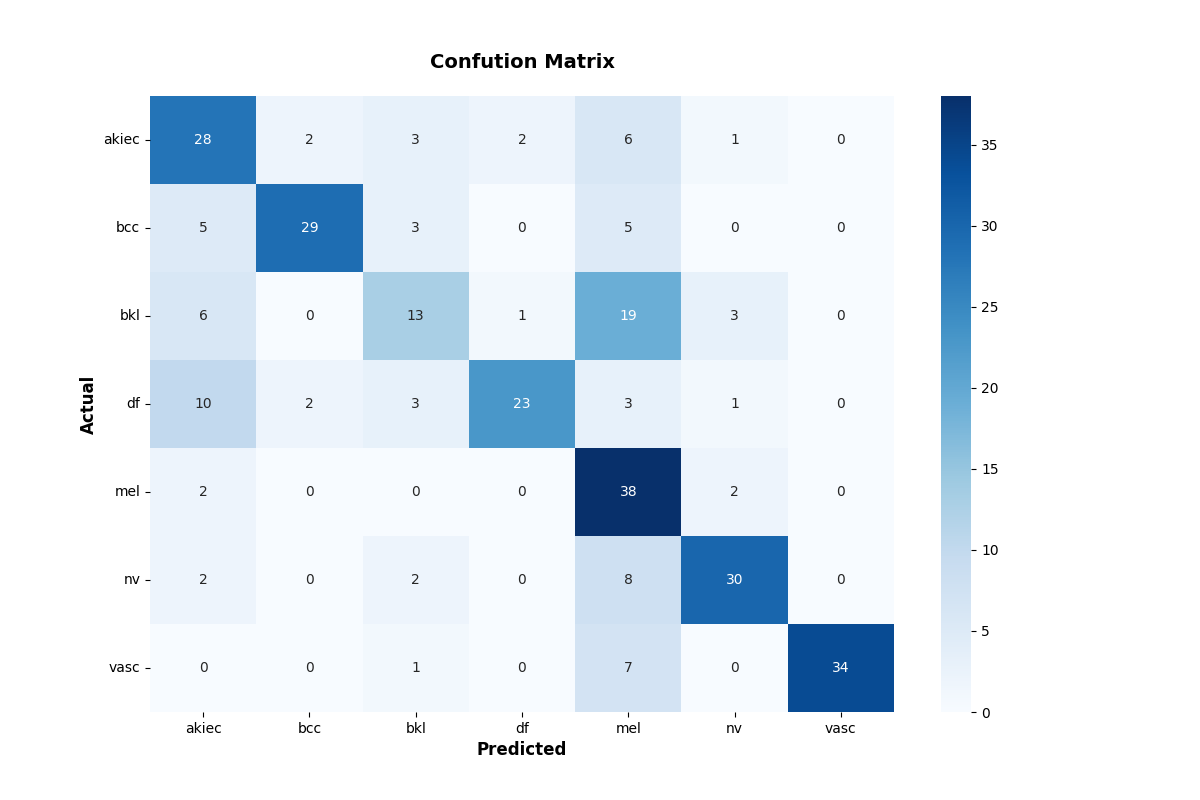 Confution Matrix
akiec 28 2 3 2 6 1 0
bcc 5 29 3 0 5 0 0
bkl 6 0 13 1 19 3 0
df 10 2 3 23 3 1 0
mel 2 0 0 0 38 2 0
nv 2 0 2 0 8 30 0
vasc 0 0 1 0 7 0 34
akiec bcc bkl df mel nv vasc
Predicted
Actual
35
30
25
20
15
10
5
0